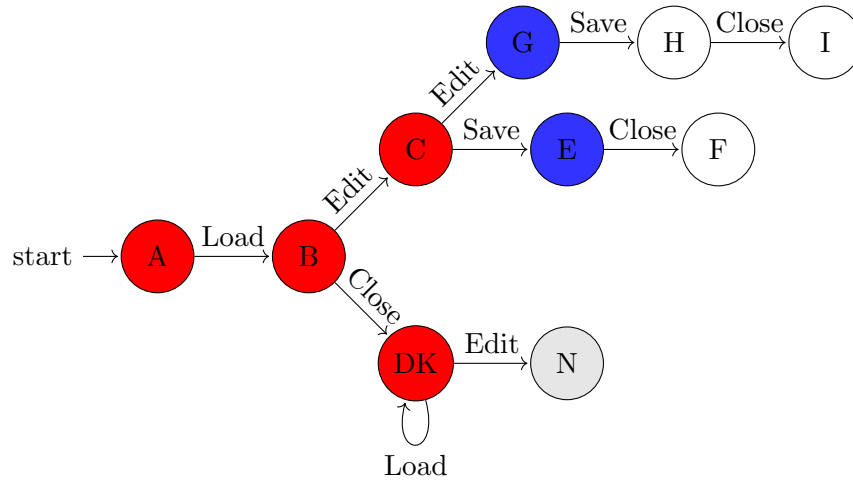 G
Save
H
Close
I
Edit
C
Save
E
Close
F
Edit
start
A
Load
B
Close
DK
Edit
N
Load